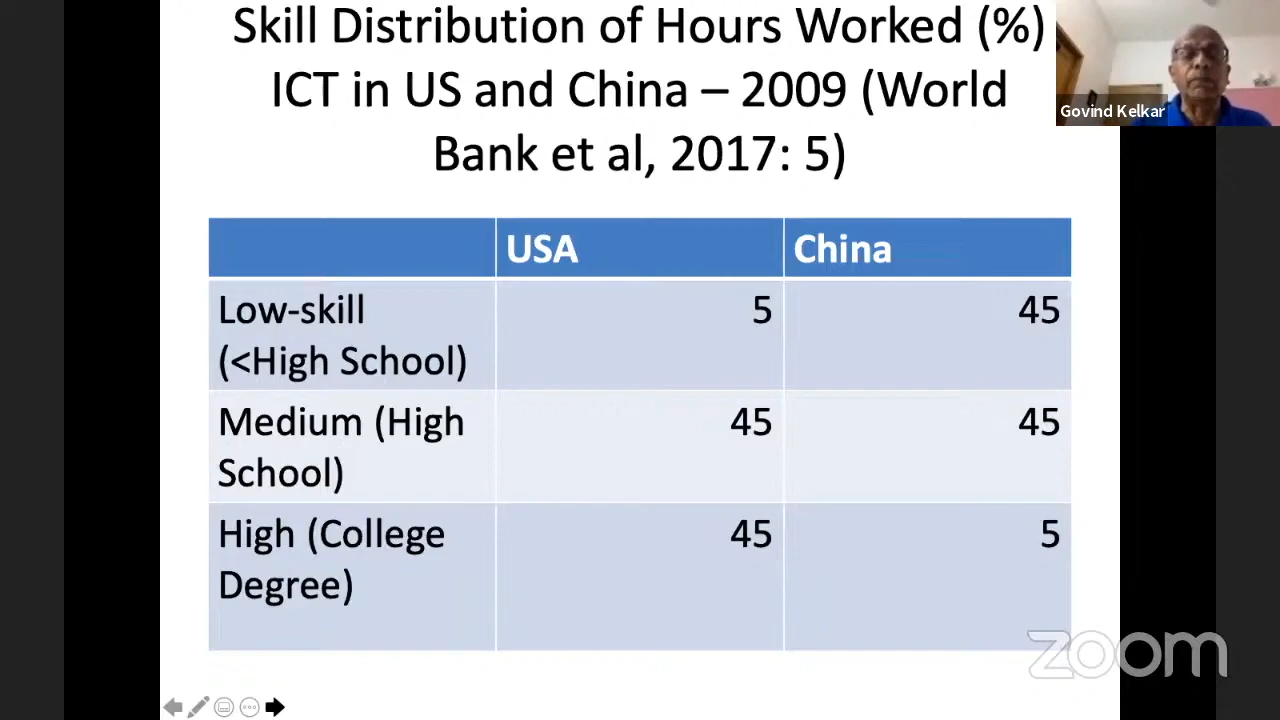 Skill Distribution of Hours Worked (%)
ICT in US and China – 2009 (World
Bank et al, 2017: 5)
Govind Kelkar
USA China
Low-skill 5 45
(<High School)
Medium (High 45 45
School)
High (College 45 5
Degree)
zoom